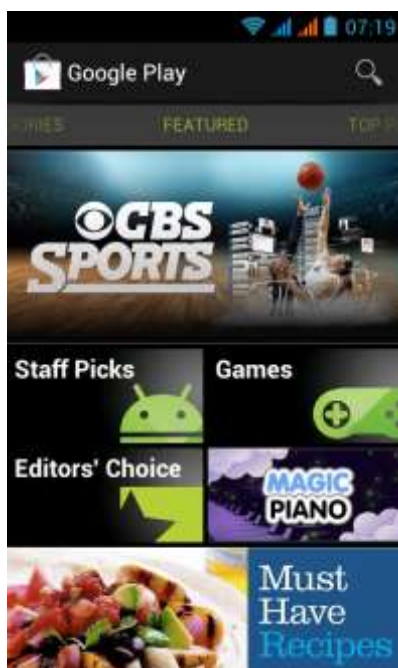 07:19
Google Play
FEATURED
CBS
SPORTS
Staff Picks
Games
Editors' Choice
MAGIC
PIANO
Must
Have
Recipes